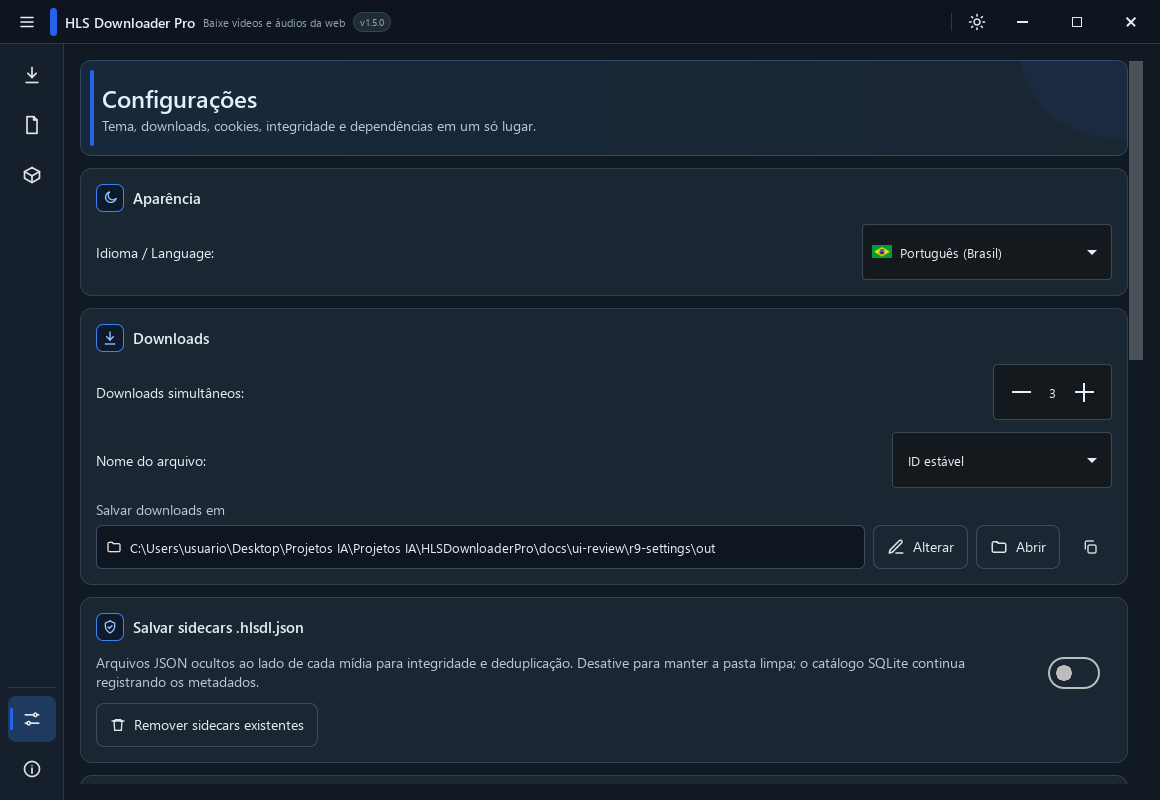 HLS Downloader Pro Baixe vídeos e áudios da web v1.5.0
Configurações
Tema, downloads, cookies, integridade e dependências em um só lugar.
Aparência
Idioma / Language:
Português (Brasil)
Downloads
Downloads simultâneos:
3
Nome do arquivo:
ID estável
Salvar downloads em
C:\Users\usuario\Desktop\Projetos IA\Projetos IA\HLSDownloaderPro\docs\ui-review\r9-settings\out
Alterar
Abrir
Salvar sidecars .hlsdl.json
Arquivos JSON ocultos ao lado de cada mídia para integridade e deduplicação. Desative para manter a pasta limpa; o catálogo SQLite continua
registrando os metadados.
Remover sidecars existentes